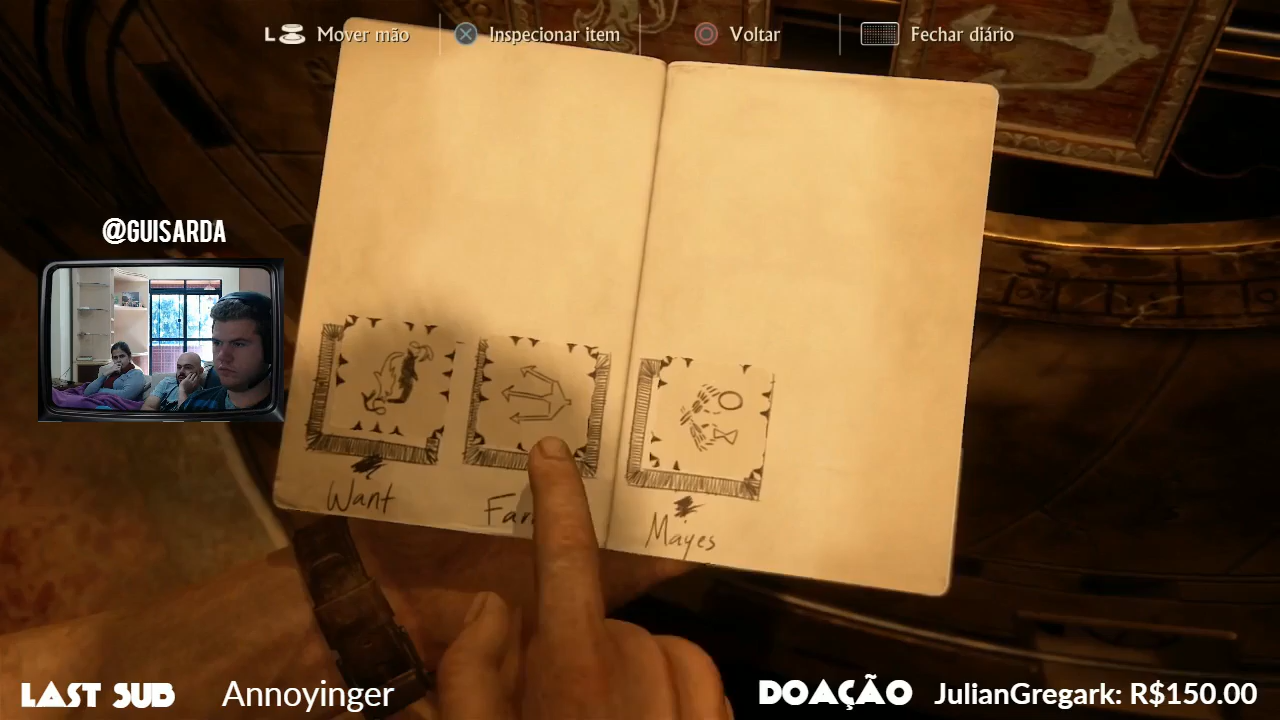 L Mover mão Inspecionar item Voltar Fechar diário
@GUISARDA
Want
Mayes
LAST SUB Annoyinger DOAÇÃO JulianGregark: R$150.00